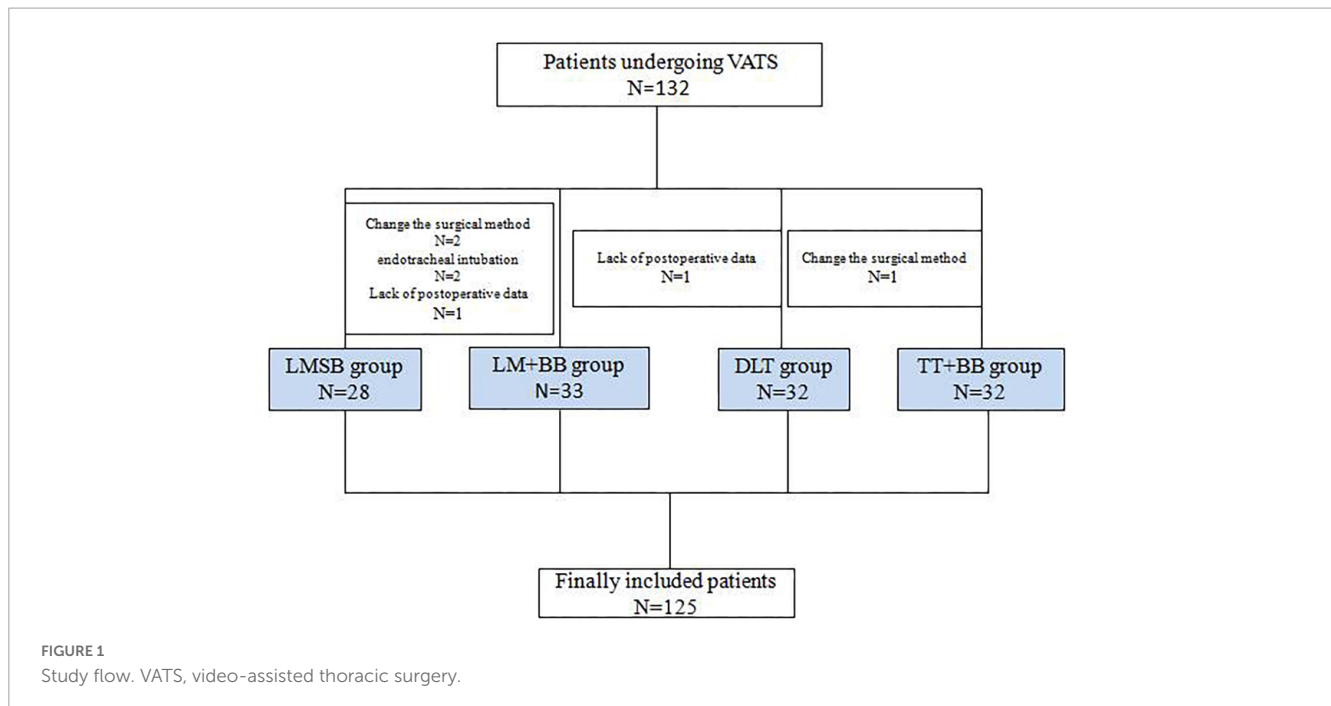 Patients undergoing VATS
N=132
Change the surgical method
N=2
endotracheal intubation
N=2
Lack of postoperative data
N=1
Lack of postoperative data
N=1
Change the surgical method
N=1
LMSB group
N=28
LM+BB group
N=33
DLT group
N=32
TT+BB group
N=32
Finally included patients
N=125
FIGURE 1
Study flow. VATS, video-assisted thoracic surgery.